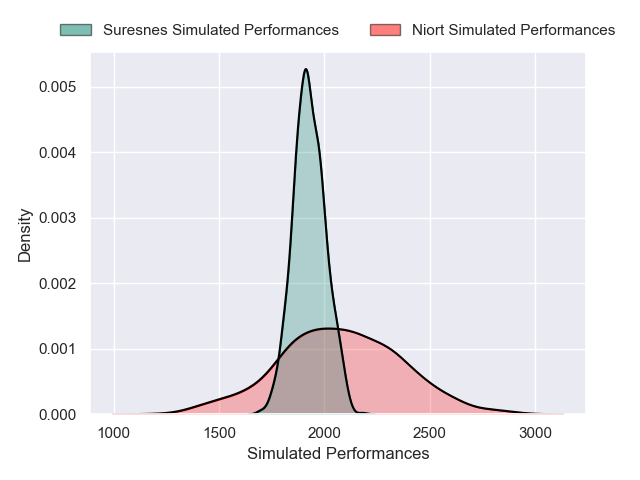 Suresnes Simulated Performances Niort Simulated Performances
0.005
0.004
0.003
0.002
0.001
0.000
Density
1000 1500 2000 2500 3000
Simulated Performances